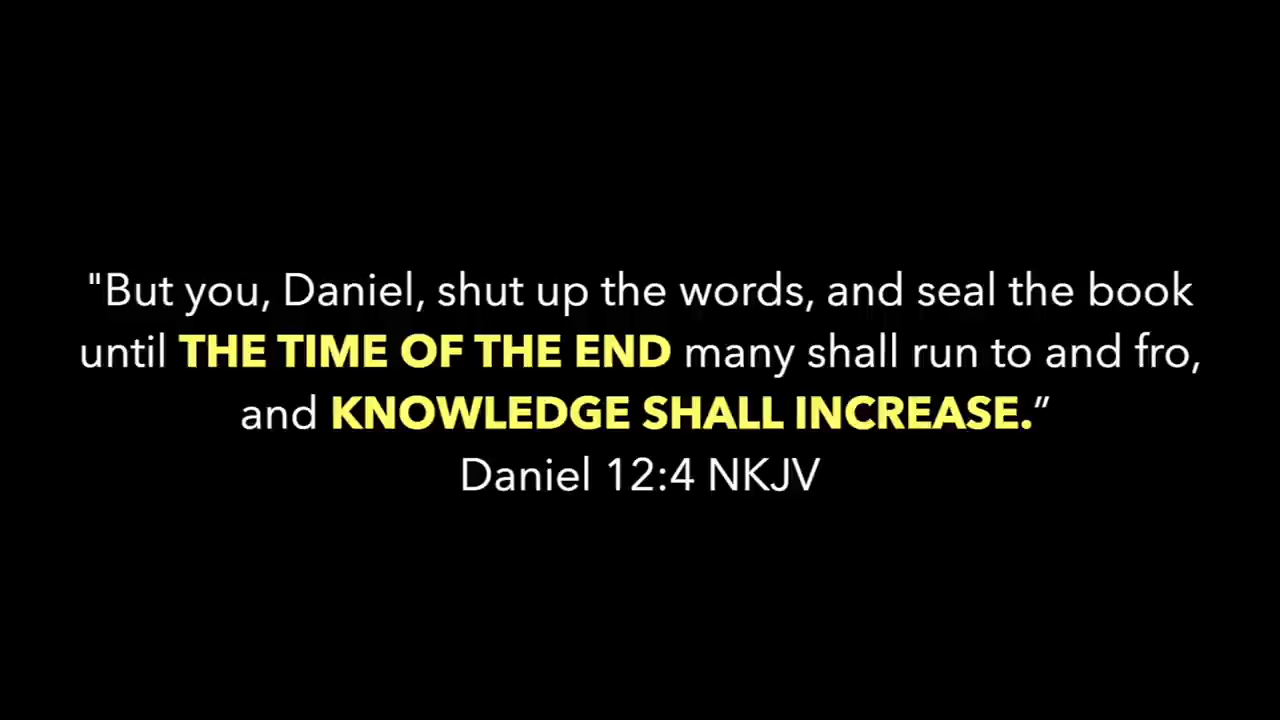 "But you, Daniel, shut up the words, and seal the book
until THE TIME OF THE END many shall run to and fro,
and KNOWLEDGE SHALL INCREASE.”
Daniel 12:4 NKJV